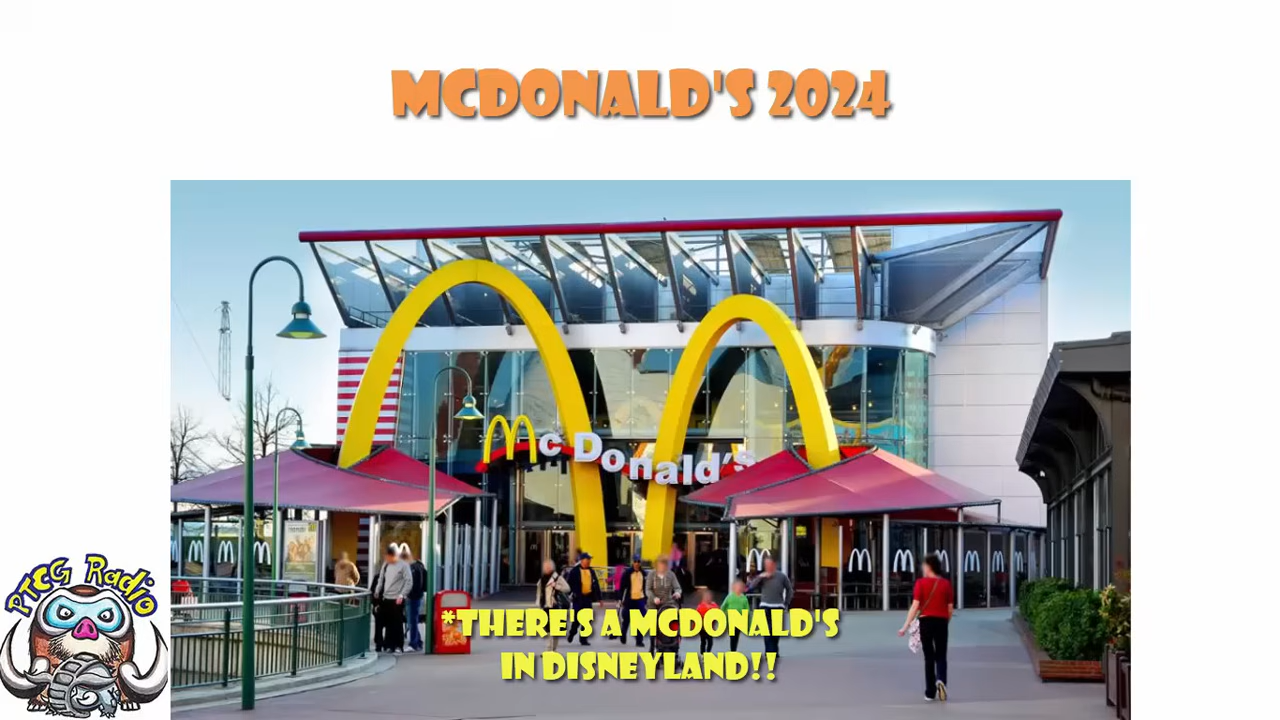 MCDONALD'S 2024
McDonald's
*THERE'S A MCDONALD'S
IN DISNEYLAND!!
PTCG Radio